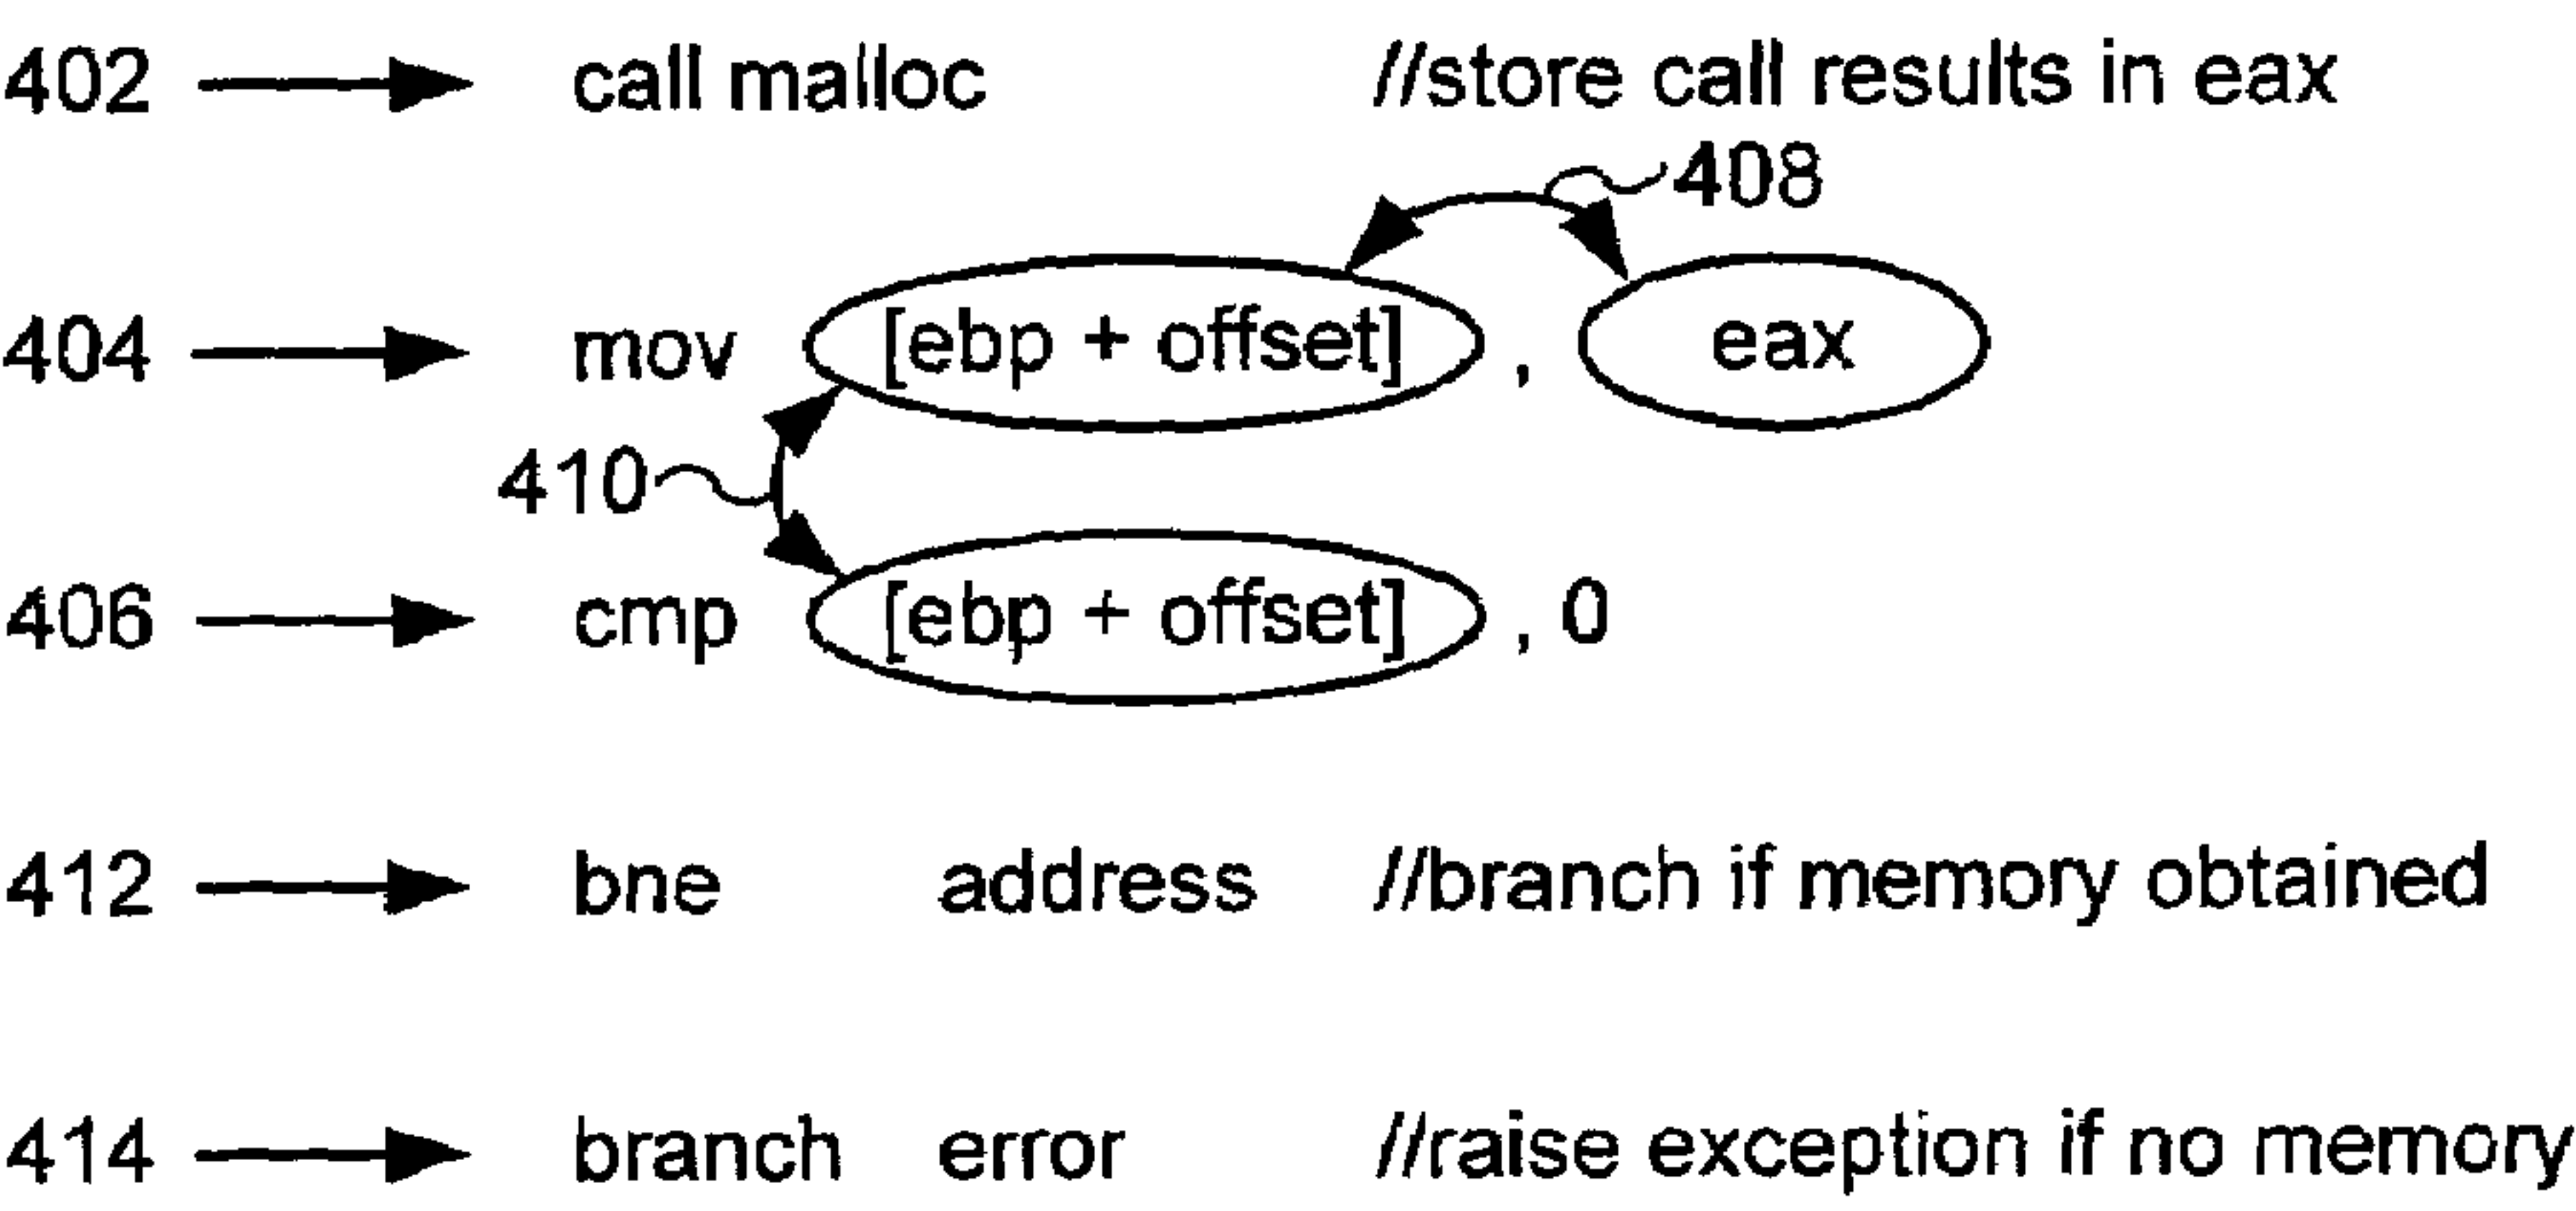 402 call malloc //store call results in eax
408
404 mov [ebp + offset] , eax
410
406 cmp [ebp + offset] , 0
412 bne address //branch if memory obtained
414 branch error //raise exception if no memory